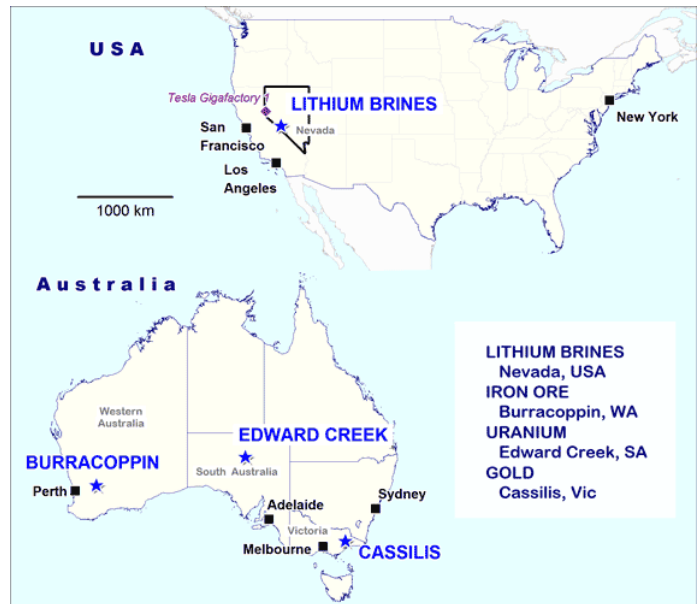 USA
Tesla Gigafactory 1
LITHIUM BRINES
Nevada
San
Francisco
Los
Angeles
New York
1000 km
Australia
Western
Australia
EDWARD CREEK
South Australia
BURRACOPPIN
Perth
Adelaide
Sydney
Victoria
Melbourne
CASSILIS
LITHIUM BRINES
Nevada, USA
IRON ORE
Burracoppin, WA
URANIUM
Edward Creek, SA
GOLD
Cassilis, Vic